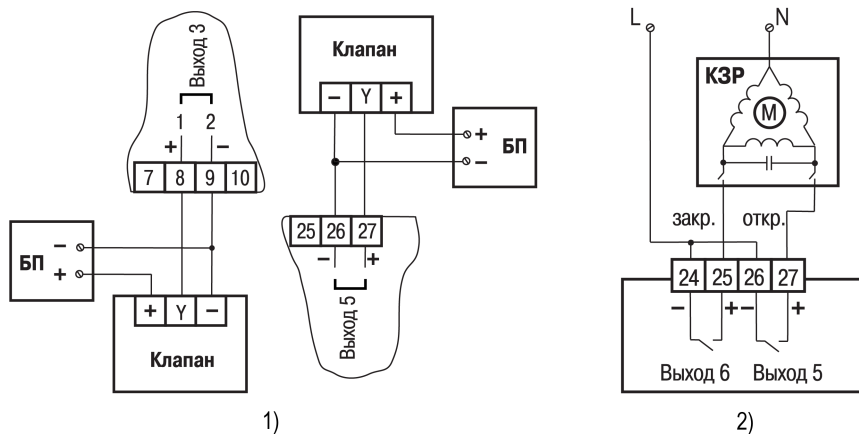 Выход 3
1 2
+ −
7 8 9 10
БП
−
+
+ Y −
Клапан
Клапан
− Y +
+
−
БП
25 26 27
− +
Выход 5
1)
L N
КЗР
M
закр. откр.
24 25 26 27
− + − +
Выход 6 Выход 5
2)